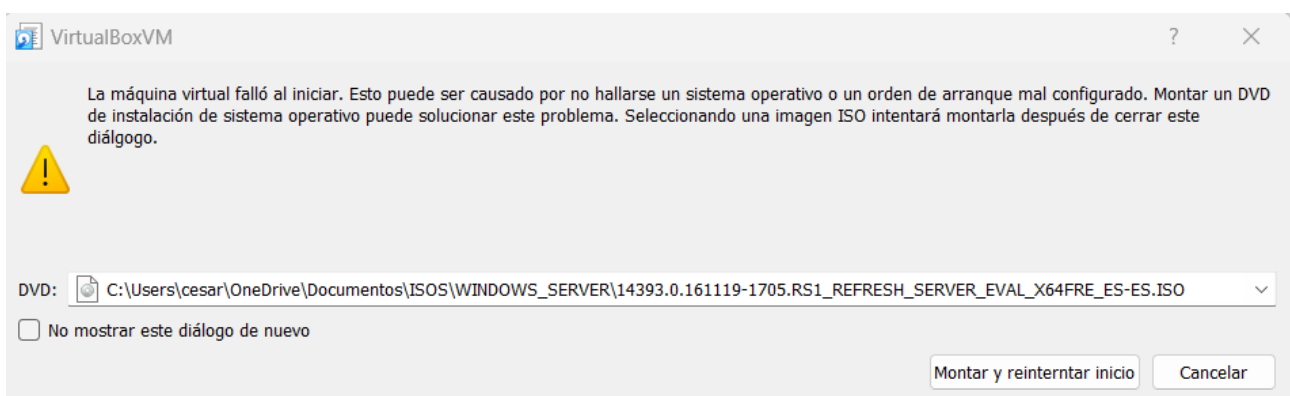 VirtualBoxVM
La máquina virtual falló al iniciar. Esto puede ser causado por no hallarse un sistema operativo o un orden de arranque mal configurado. Montar un DVD
de instalación de sistema operativo puede solucionar este problema. Seleccionando una imagen ISO intentará montarla después de cerrar este
diálgogo.
DVD: C:\Users\cesar\OneDrive\Documentos\ISOS\WINDOWS_SERVER\14393.0.161119-1705.RS1_REFRESH_SERVER_EVAL_X64FRE_ES-ES.ISO
No mostrar este diálogo de nuevo
Montar y reinterntar inicio Cancelar